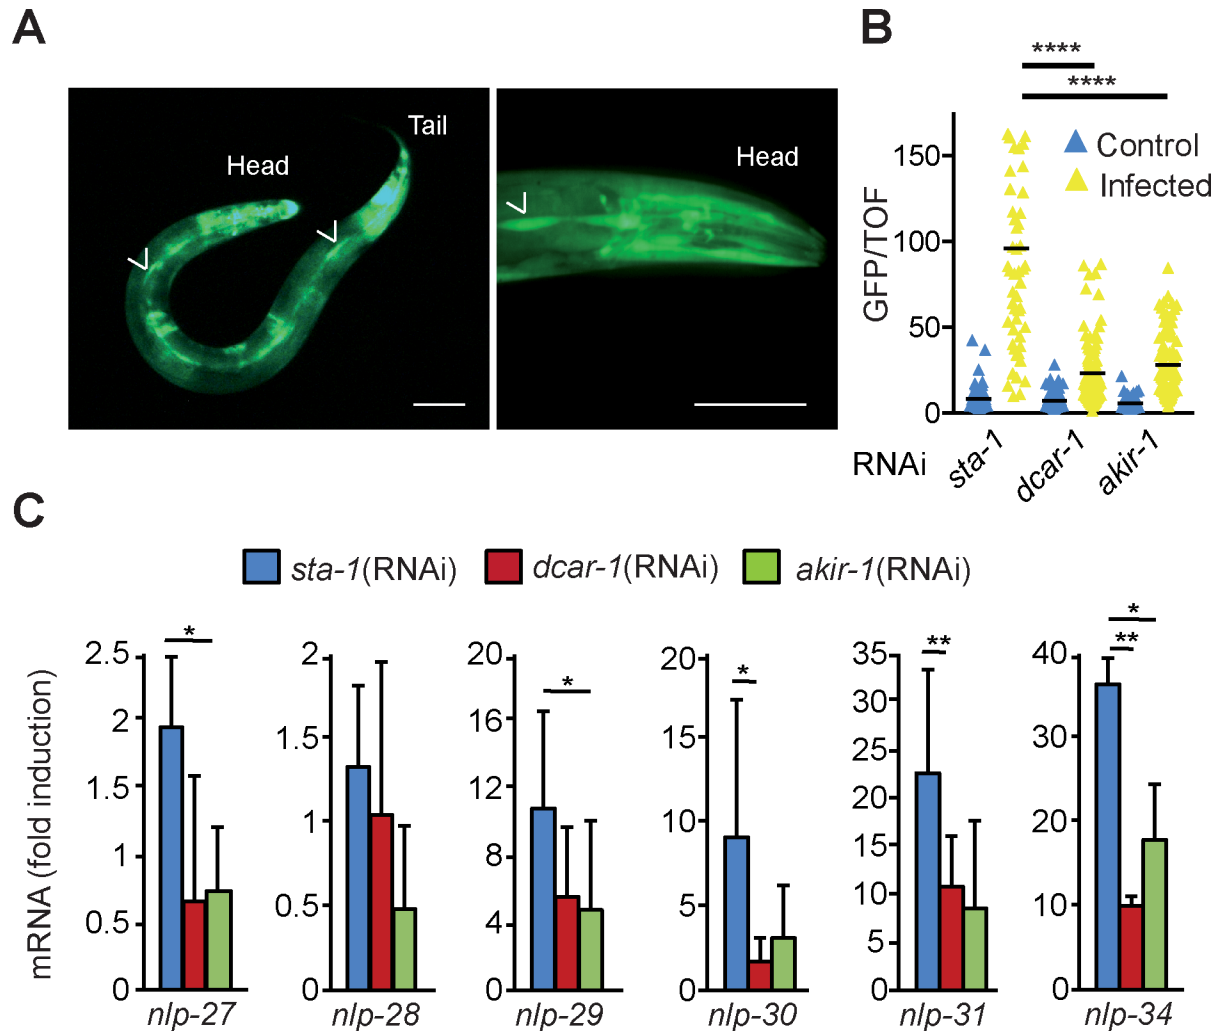 A
B
Head
Tail
Head
****
****
150
100
50
0
GFP/TOF
Control
Infected
RNAi
sta-1
dcar-1
akir-1
C
sta-1(RNAi)
dcar-1(RNAi)
akir-1(RNAi)
mRNA (fold induction)
2.5
2
1.5
1
0.5
0
*
nlp-27
2
1.5
1
0.5
0
nlp-28
20
16
12
8
4
0
*
nlp-29
20
15
10
5
0
*
nlp-30
35
30
25
20
15
10
5
0
**
nlp-31
40
30
20
10
0
*
**
nlp-34